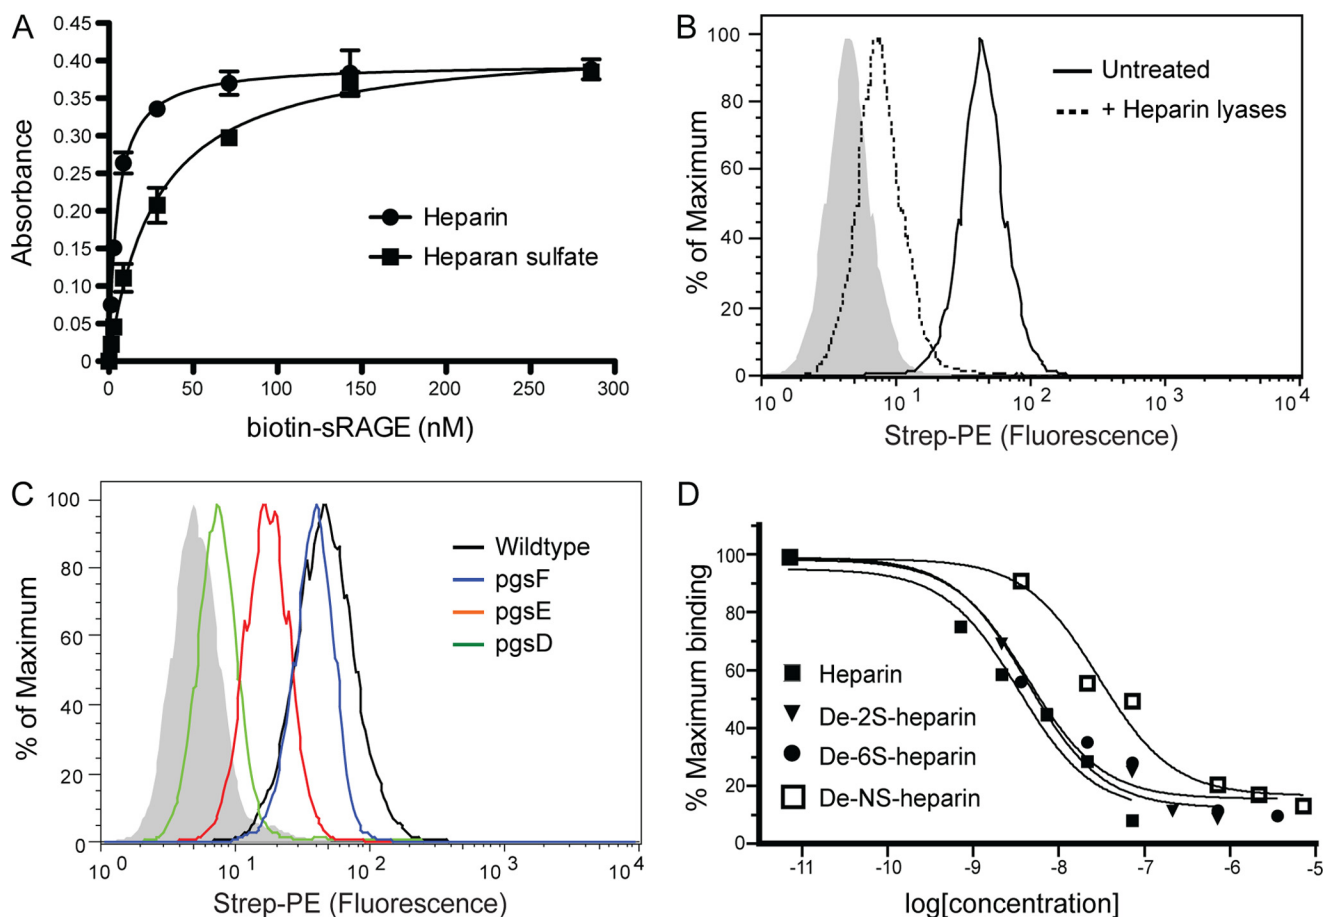 A
0.45
0.40
0.35
0.30
0.25
0.20
0.15
0.10
0.05
0
Absorbance
Heparin
Heparan sulfate
0 50 100 150 200 250 300
biotin-sRAGE (nM)
B
100
80
60
40
20
0
% of Maximum
Untreated
+ Heparin lyases
10 0 10 1 10 2 10 3 10 4
Strep-PE (Fluorescence)
C
100
80
60
40
20
0
% of Maximum
Wildtype
pgsF
pgsE
pgsD
10 0 10 1 10 2 10 3 10 4
Strep-PE (Fluorescence)
D
100
80
60
40
20
0
% Maximum binding
Heparin
De-2S-heparin
De-6S-heparin
De-NS-heparin
-11 -10 -9 -8 -7 -6 -5
log[concentration]